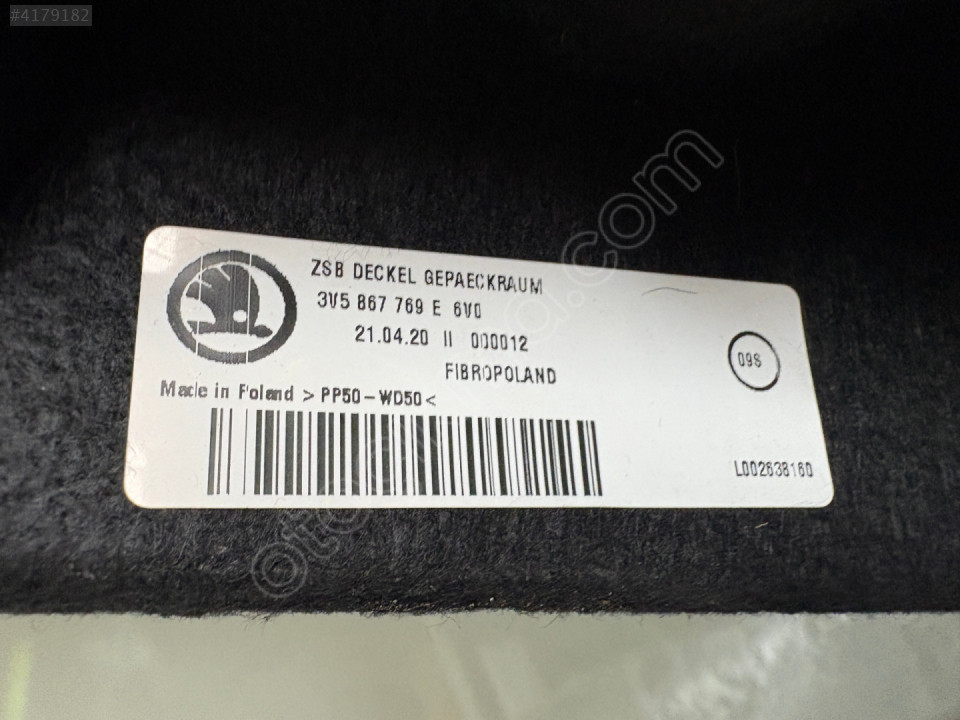 #4179182
ZSB DECKEL GEPAECKRAUM
3V5 867 769 E 6V0
21.04.20 II 000012
FIBROPOLAND
09S
Made in Poland >PP50-WD50<
L002638160